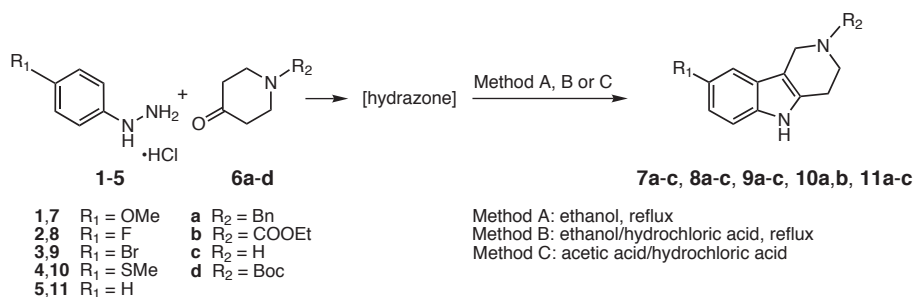 R1
N
H
NH2
•HCl
1-5
+
O
N
R2
6a-d
[hydrazone]
Method A, B or C
R1
N
H
N
R2
7a-c, 8a-c, 9a-c, 10a,b, 11a-c
1,7 R1 = OMe a R2 = Bn
2,8 R1 = F b R2 = COOEt
3,9 R1 = Br c R2 = H
4,10 R1 = SMe d R2 = Boc
5,11 R1 = H
Method A: ethanol, reflux
Method B: ethanol/hydrochloric acid, reflux
Method C: acetic acid/hydrochloric acid